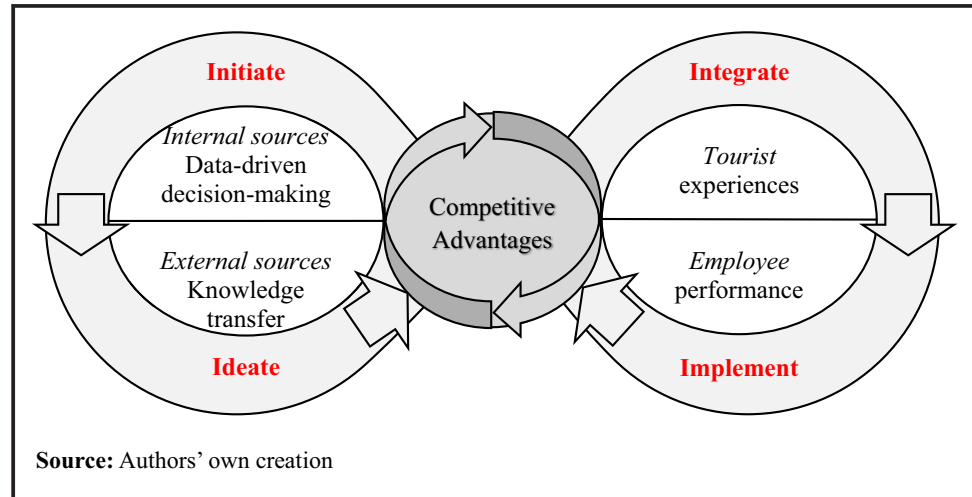 Initiate
Internal sources
Data-driven
decision-making
External sources
Knowledge
transfer
Ideate
Competitive
Advantages
Integrate
Tourist
experiences
Employee
performance
Implement
Source: Authors’ own creation